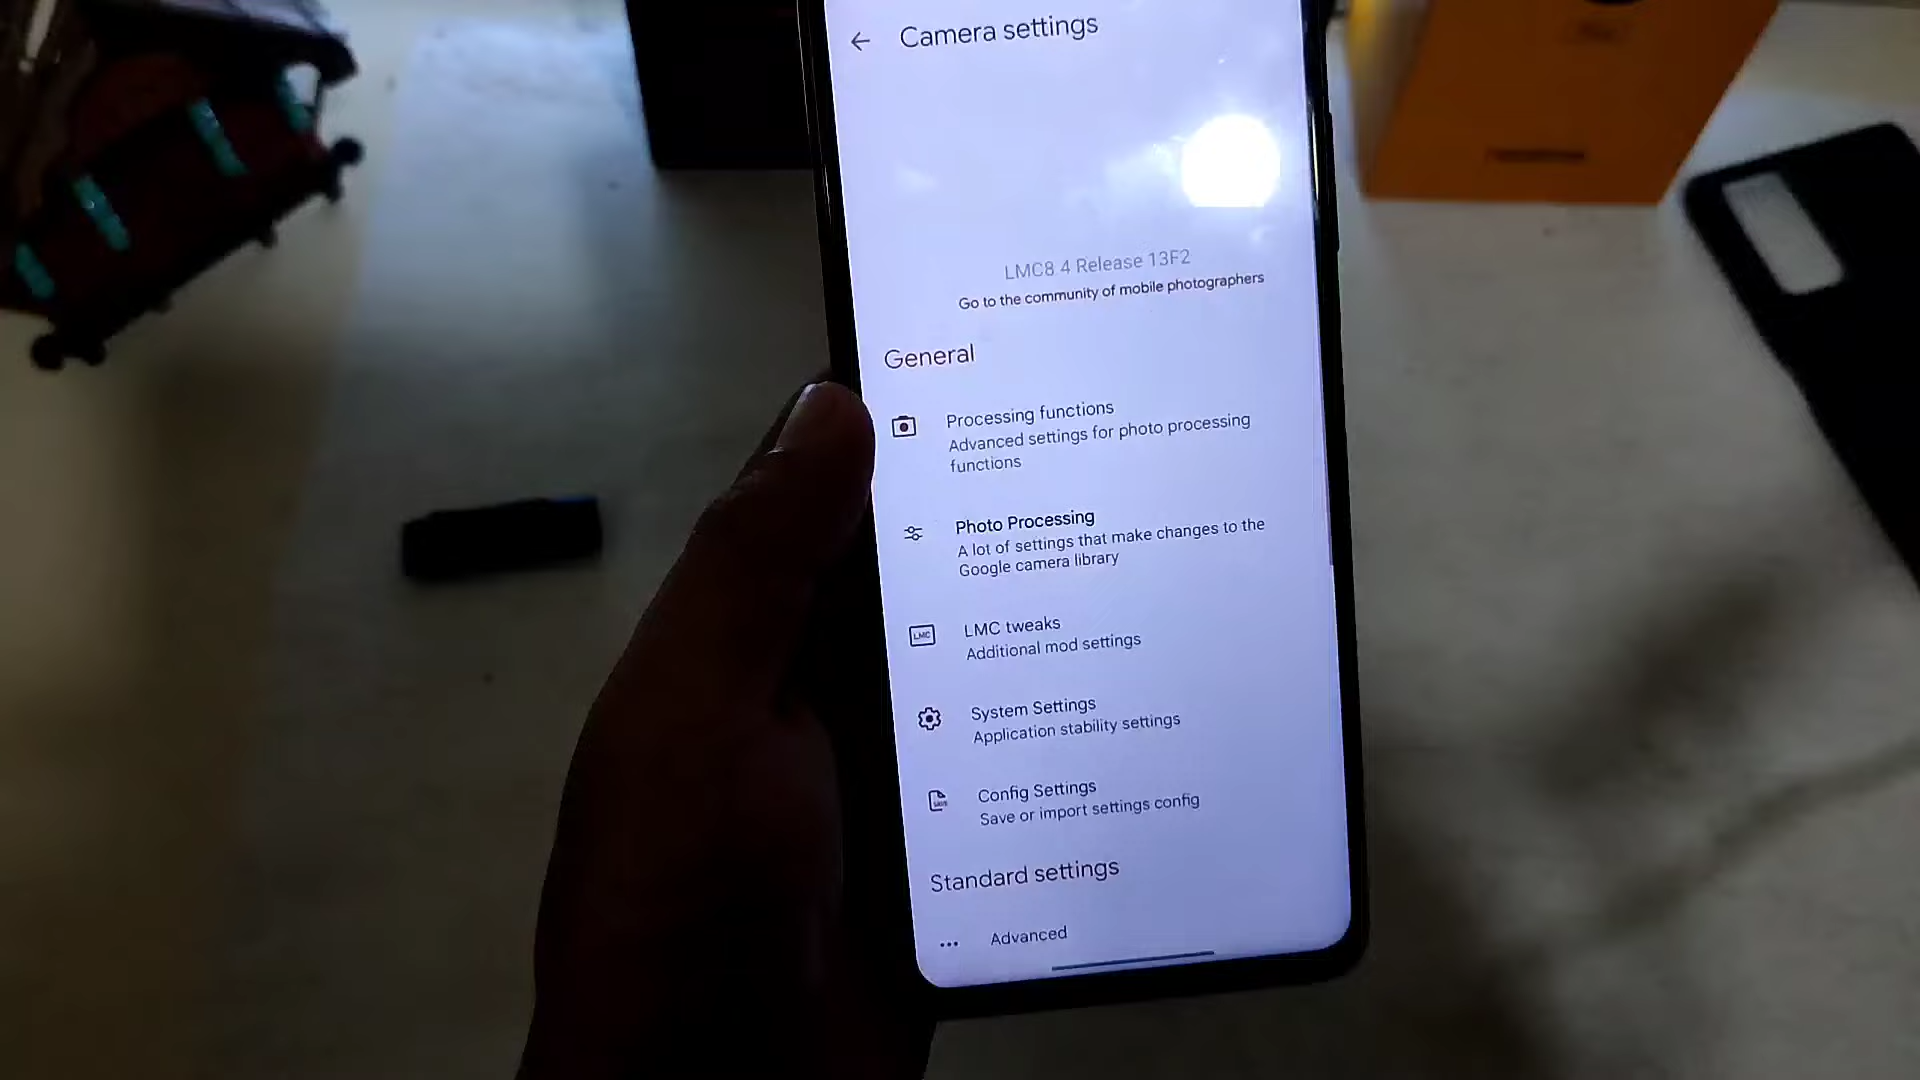 Camera settings
LMC8.4 Release 13F2
Go to the community of mobile photographers
General
Processing functions
Advanced settings for photo processing
functions
Photo Processing
A lot of settings that make changes to the
Google camera library
LMC
LMC tweaks
Additional mod settings
System Settings
Application stability settings
SAVE
Config Settings
Save or import settings config
Standard settings
Advanced